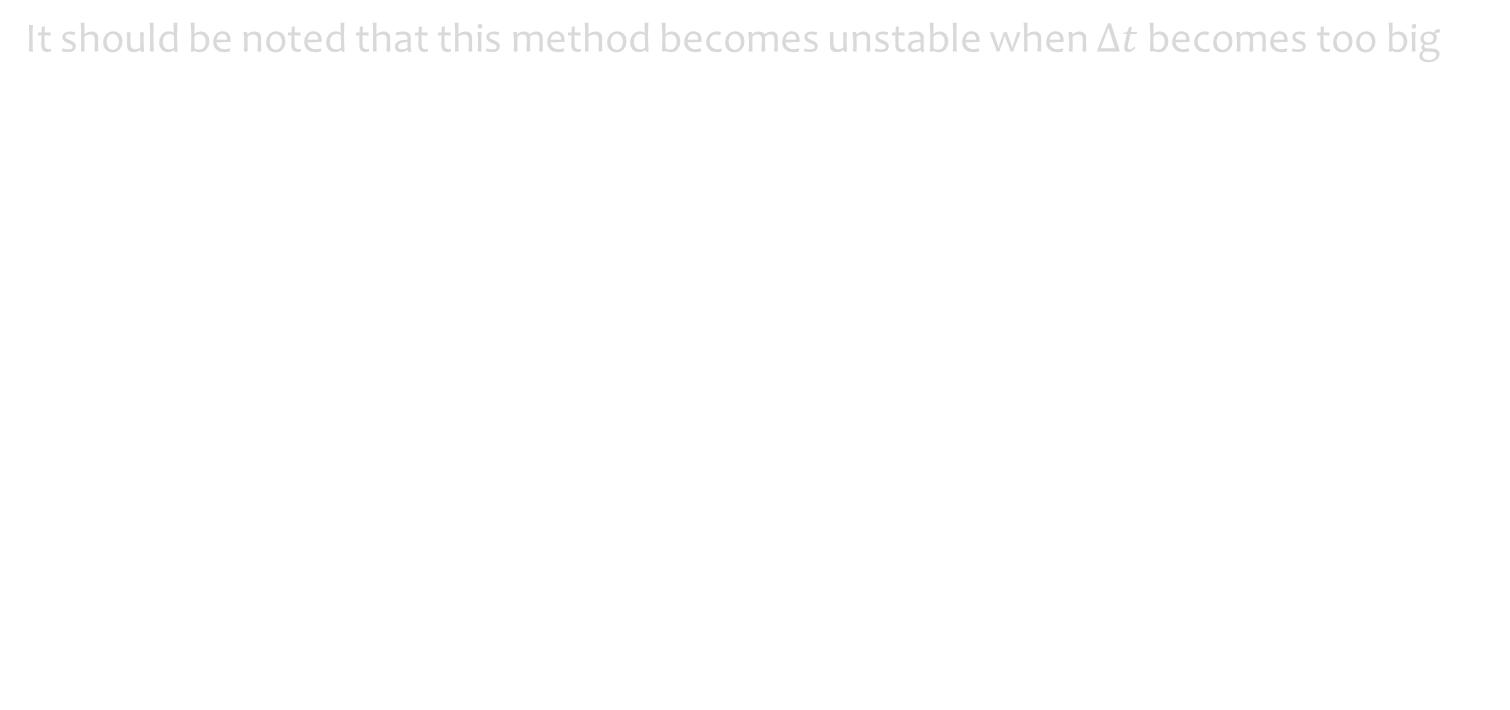 It should be noted that this method becomes unstable when Δt becomes too big